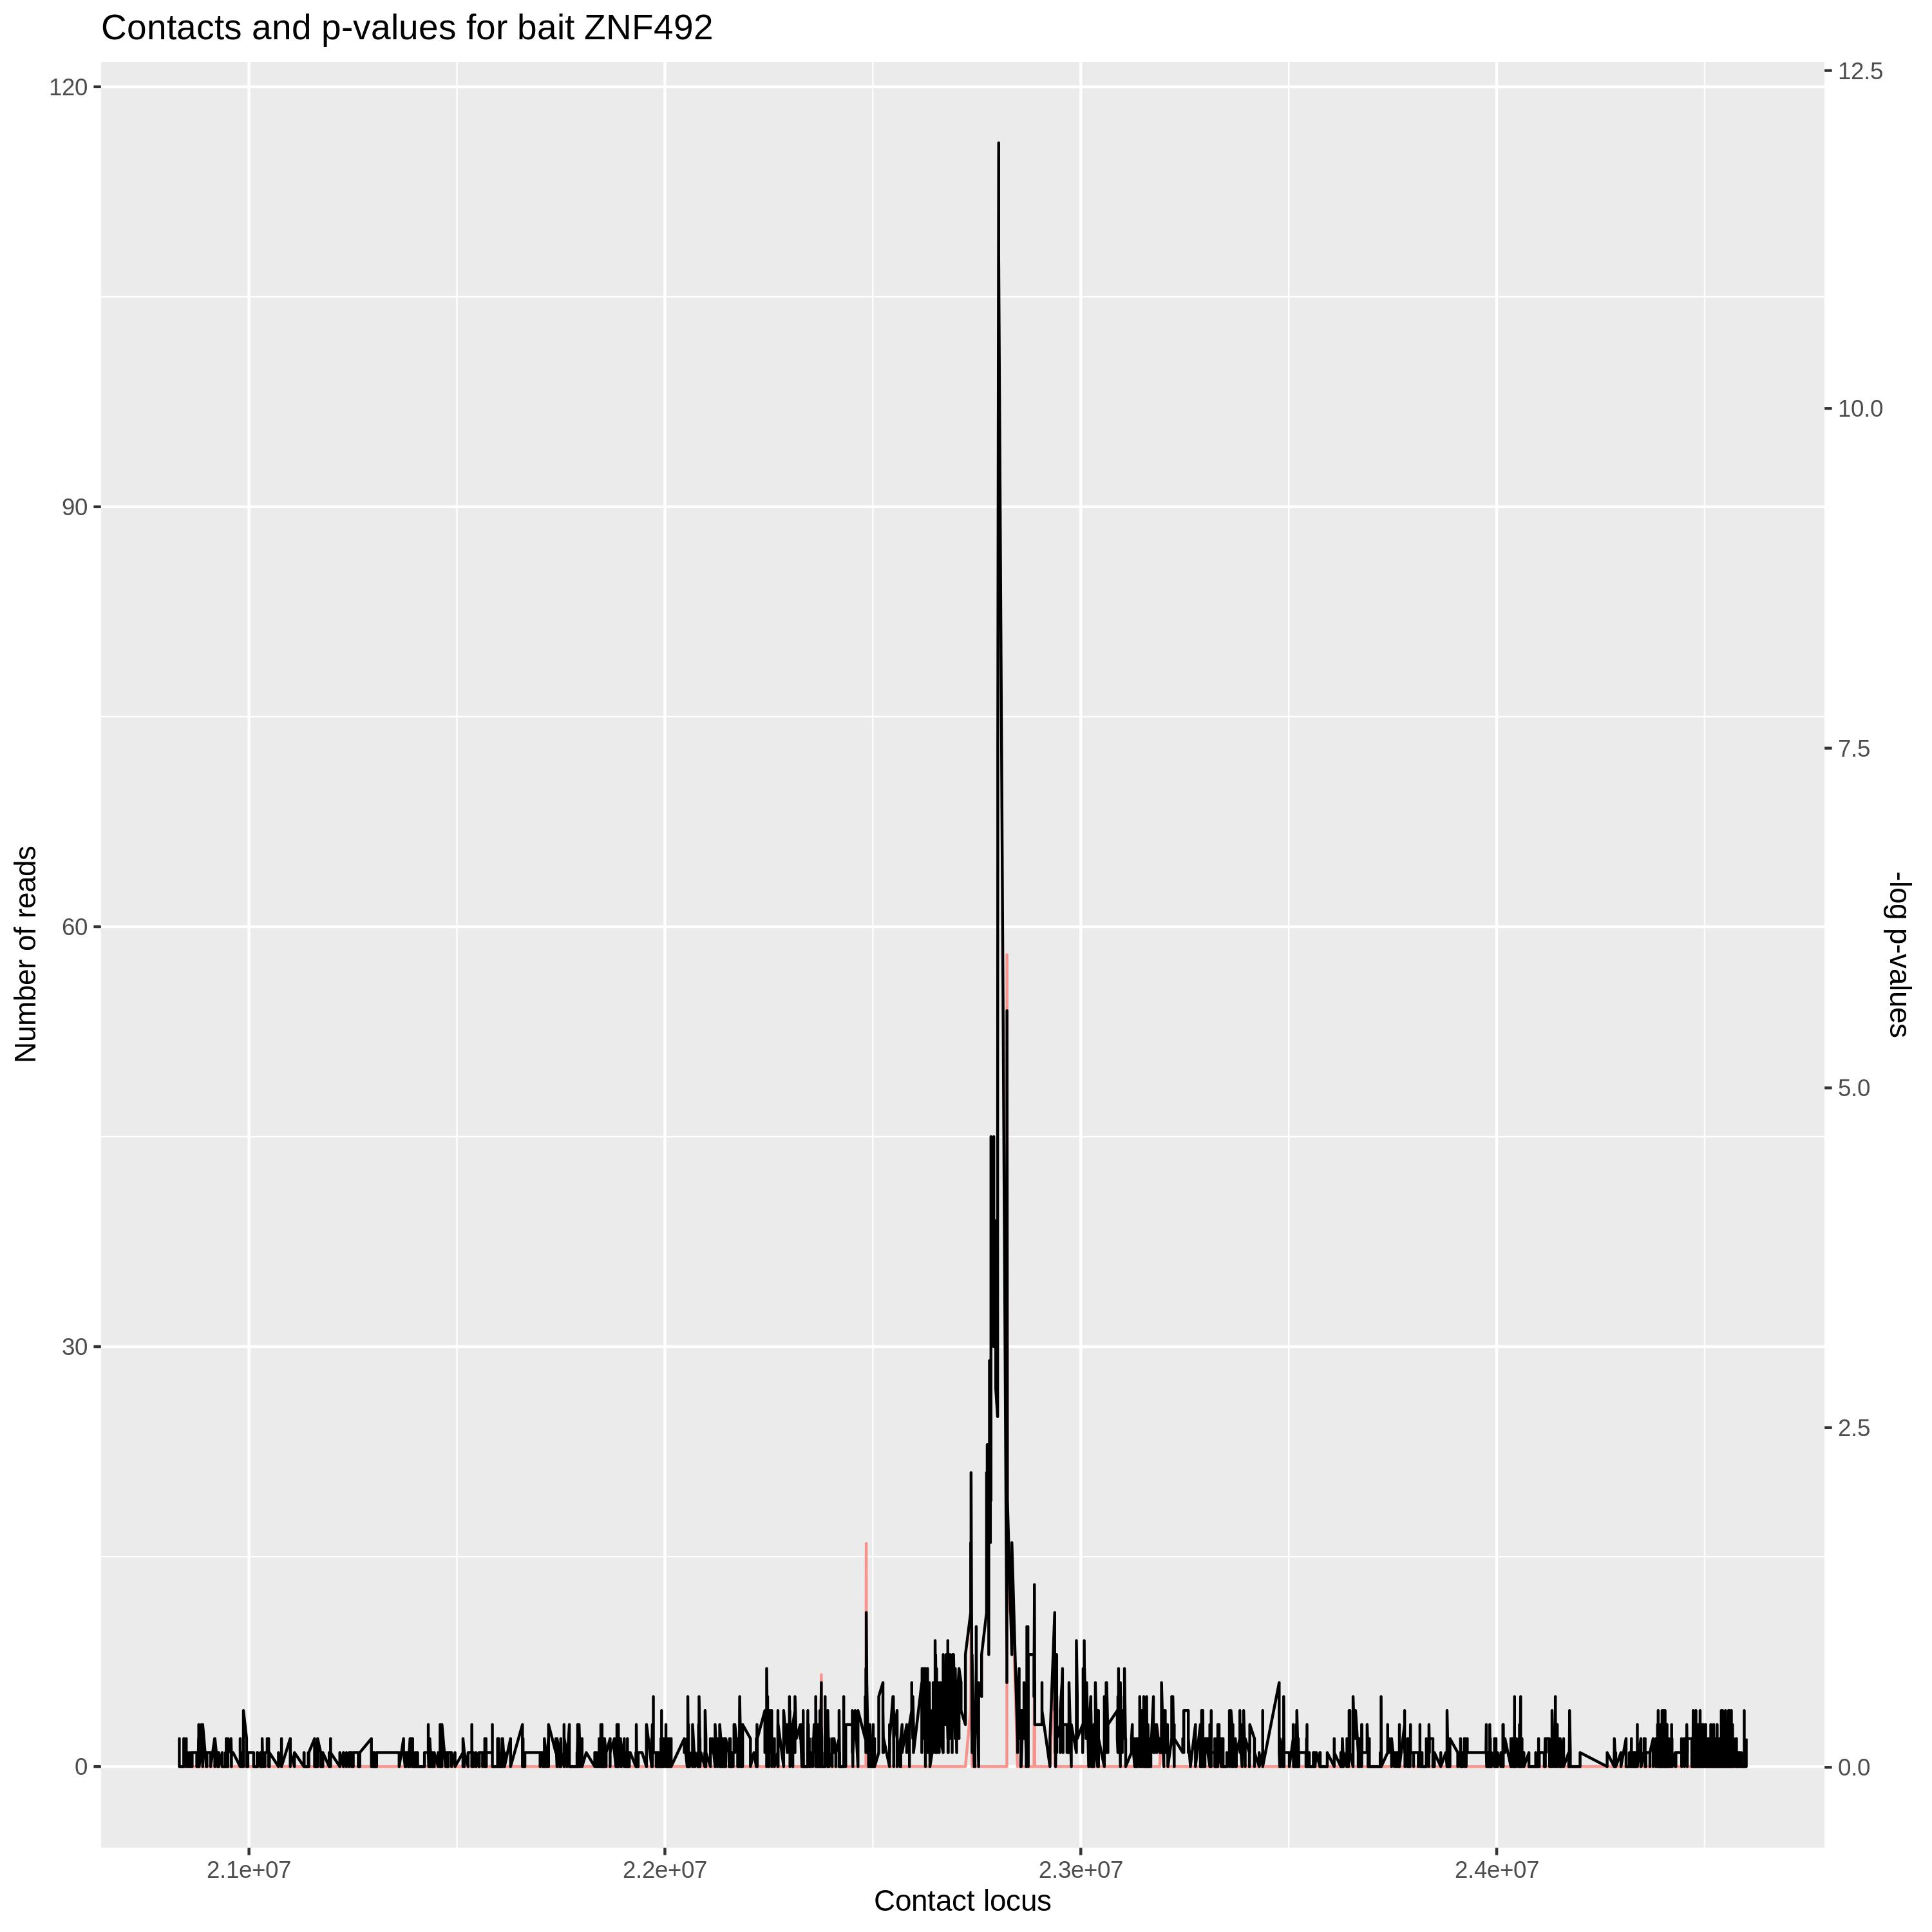 Contacts and p-values for bait ZNF492
120
90
60
30
0
Number of reads
12.5
10.0
7.5
5.0
2.5
0.0
-log p-values
2.1e+07
2.2e+07
2.3e+07
2.4e+07
Contact locus